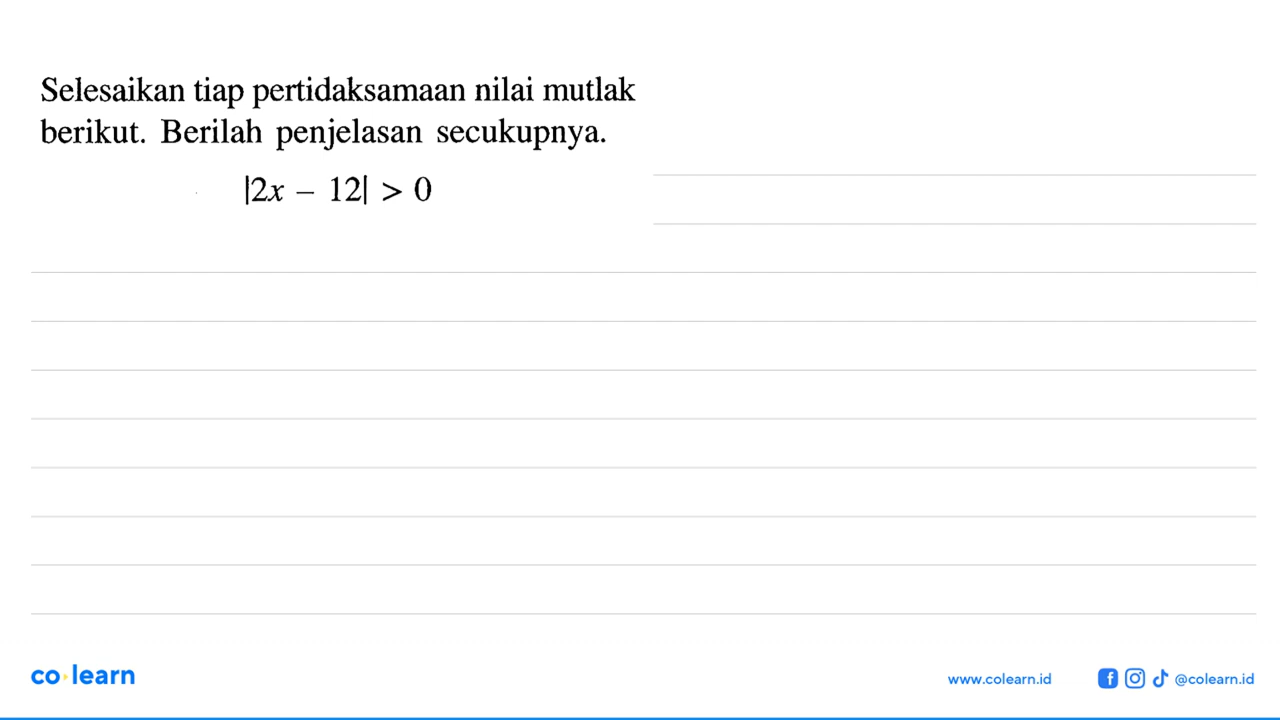 Selesaikan tiap pertidaksamaan nilai mutlak
berikut. Berilah penjelasan secukupnya.
|2x – 12| > 0
co learn
www.colearn.id
@colearn.id